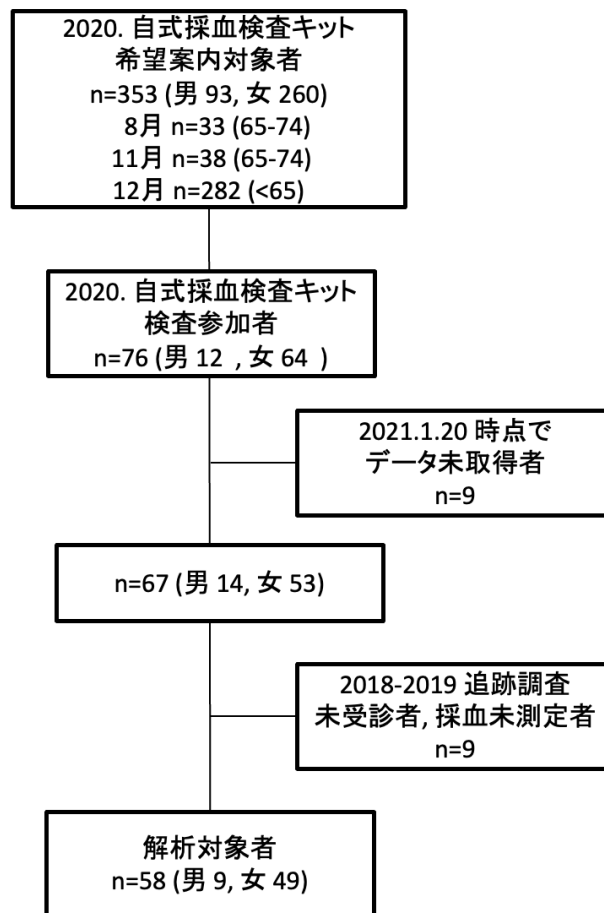 2020. 自式採血検査キット
希望案内対象者
n=353 (男 93, 女 260)
8月 n=33 (65-74)
11月 n=38 (65-74)
12月 n=282 (<65)
2020. 自式採血検査キット
検査参加者
n=76 (男 12 , 女 64 )
2021.1.20 時点で
データ未取得者
n=9
n=67 (男 14, 女 53)
2018-2019 追跡調査
未受診者, 採血未測定者
n=9
解析対象者
n=58 (男 9, 女 49)